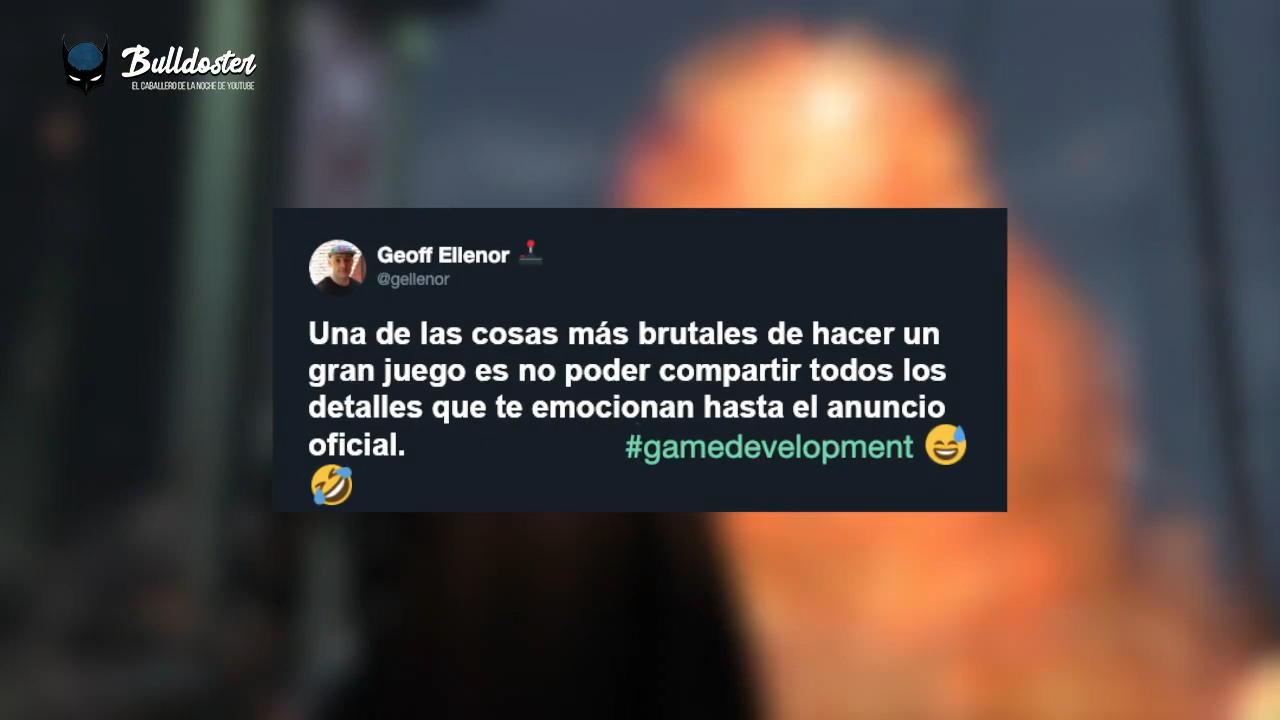 Bulldoster
EL CABALLERO DE LA NOCHE DE YOUTUBE
Geoff Ellenor 🕹️
@gellenor
Una de las cosas más brutales de hacer un
gran juego es no poder compartir todos los
detalles que te emocionan hasta el anuncio
oficial. #gamedevelopment 😅
🤣